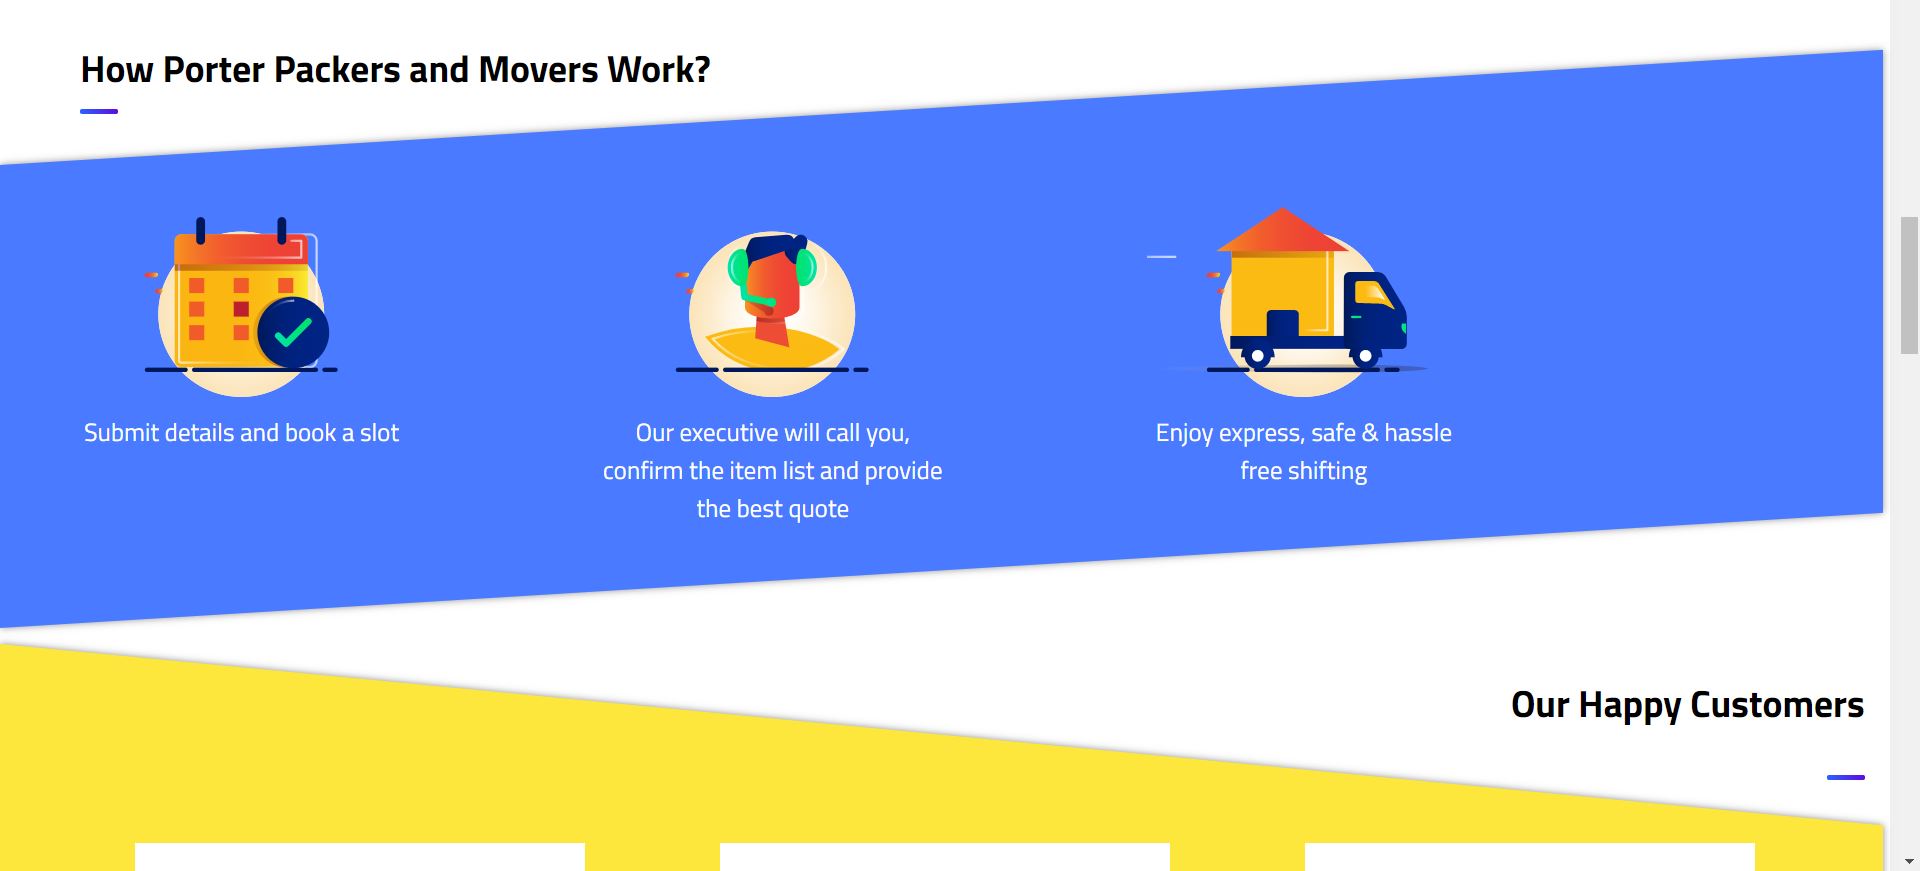 How Porter Packers and Movers Work?
Submit details and book a slot
Our executive will call you,
confirm the item list and provide
the best quote
Enjoy express, safe & hassle
free shifting
Our Happy Customers